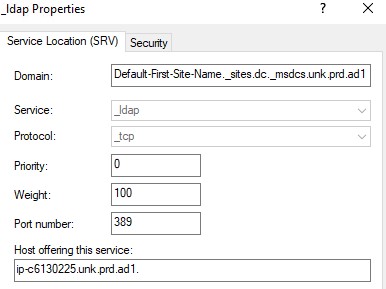 _ldap Properties ? ×
Service Location (SRV) Security
Domain: Default-First-Site-Name._sites.dc._msdcs.unk.prd.ad1
Service: _ldap
Protocol: _tcp
Priority: 0
Weight: 100
Port number: 389
Host offering this service:
ip-c6130225.unk.prd.ad1.